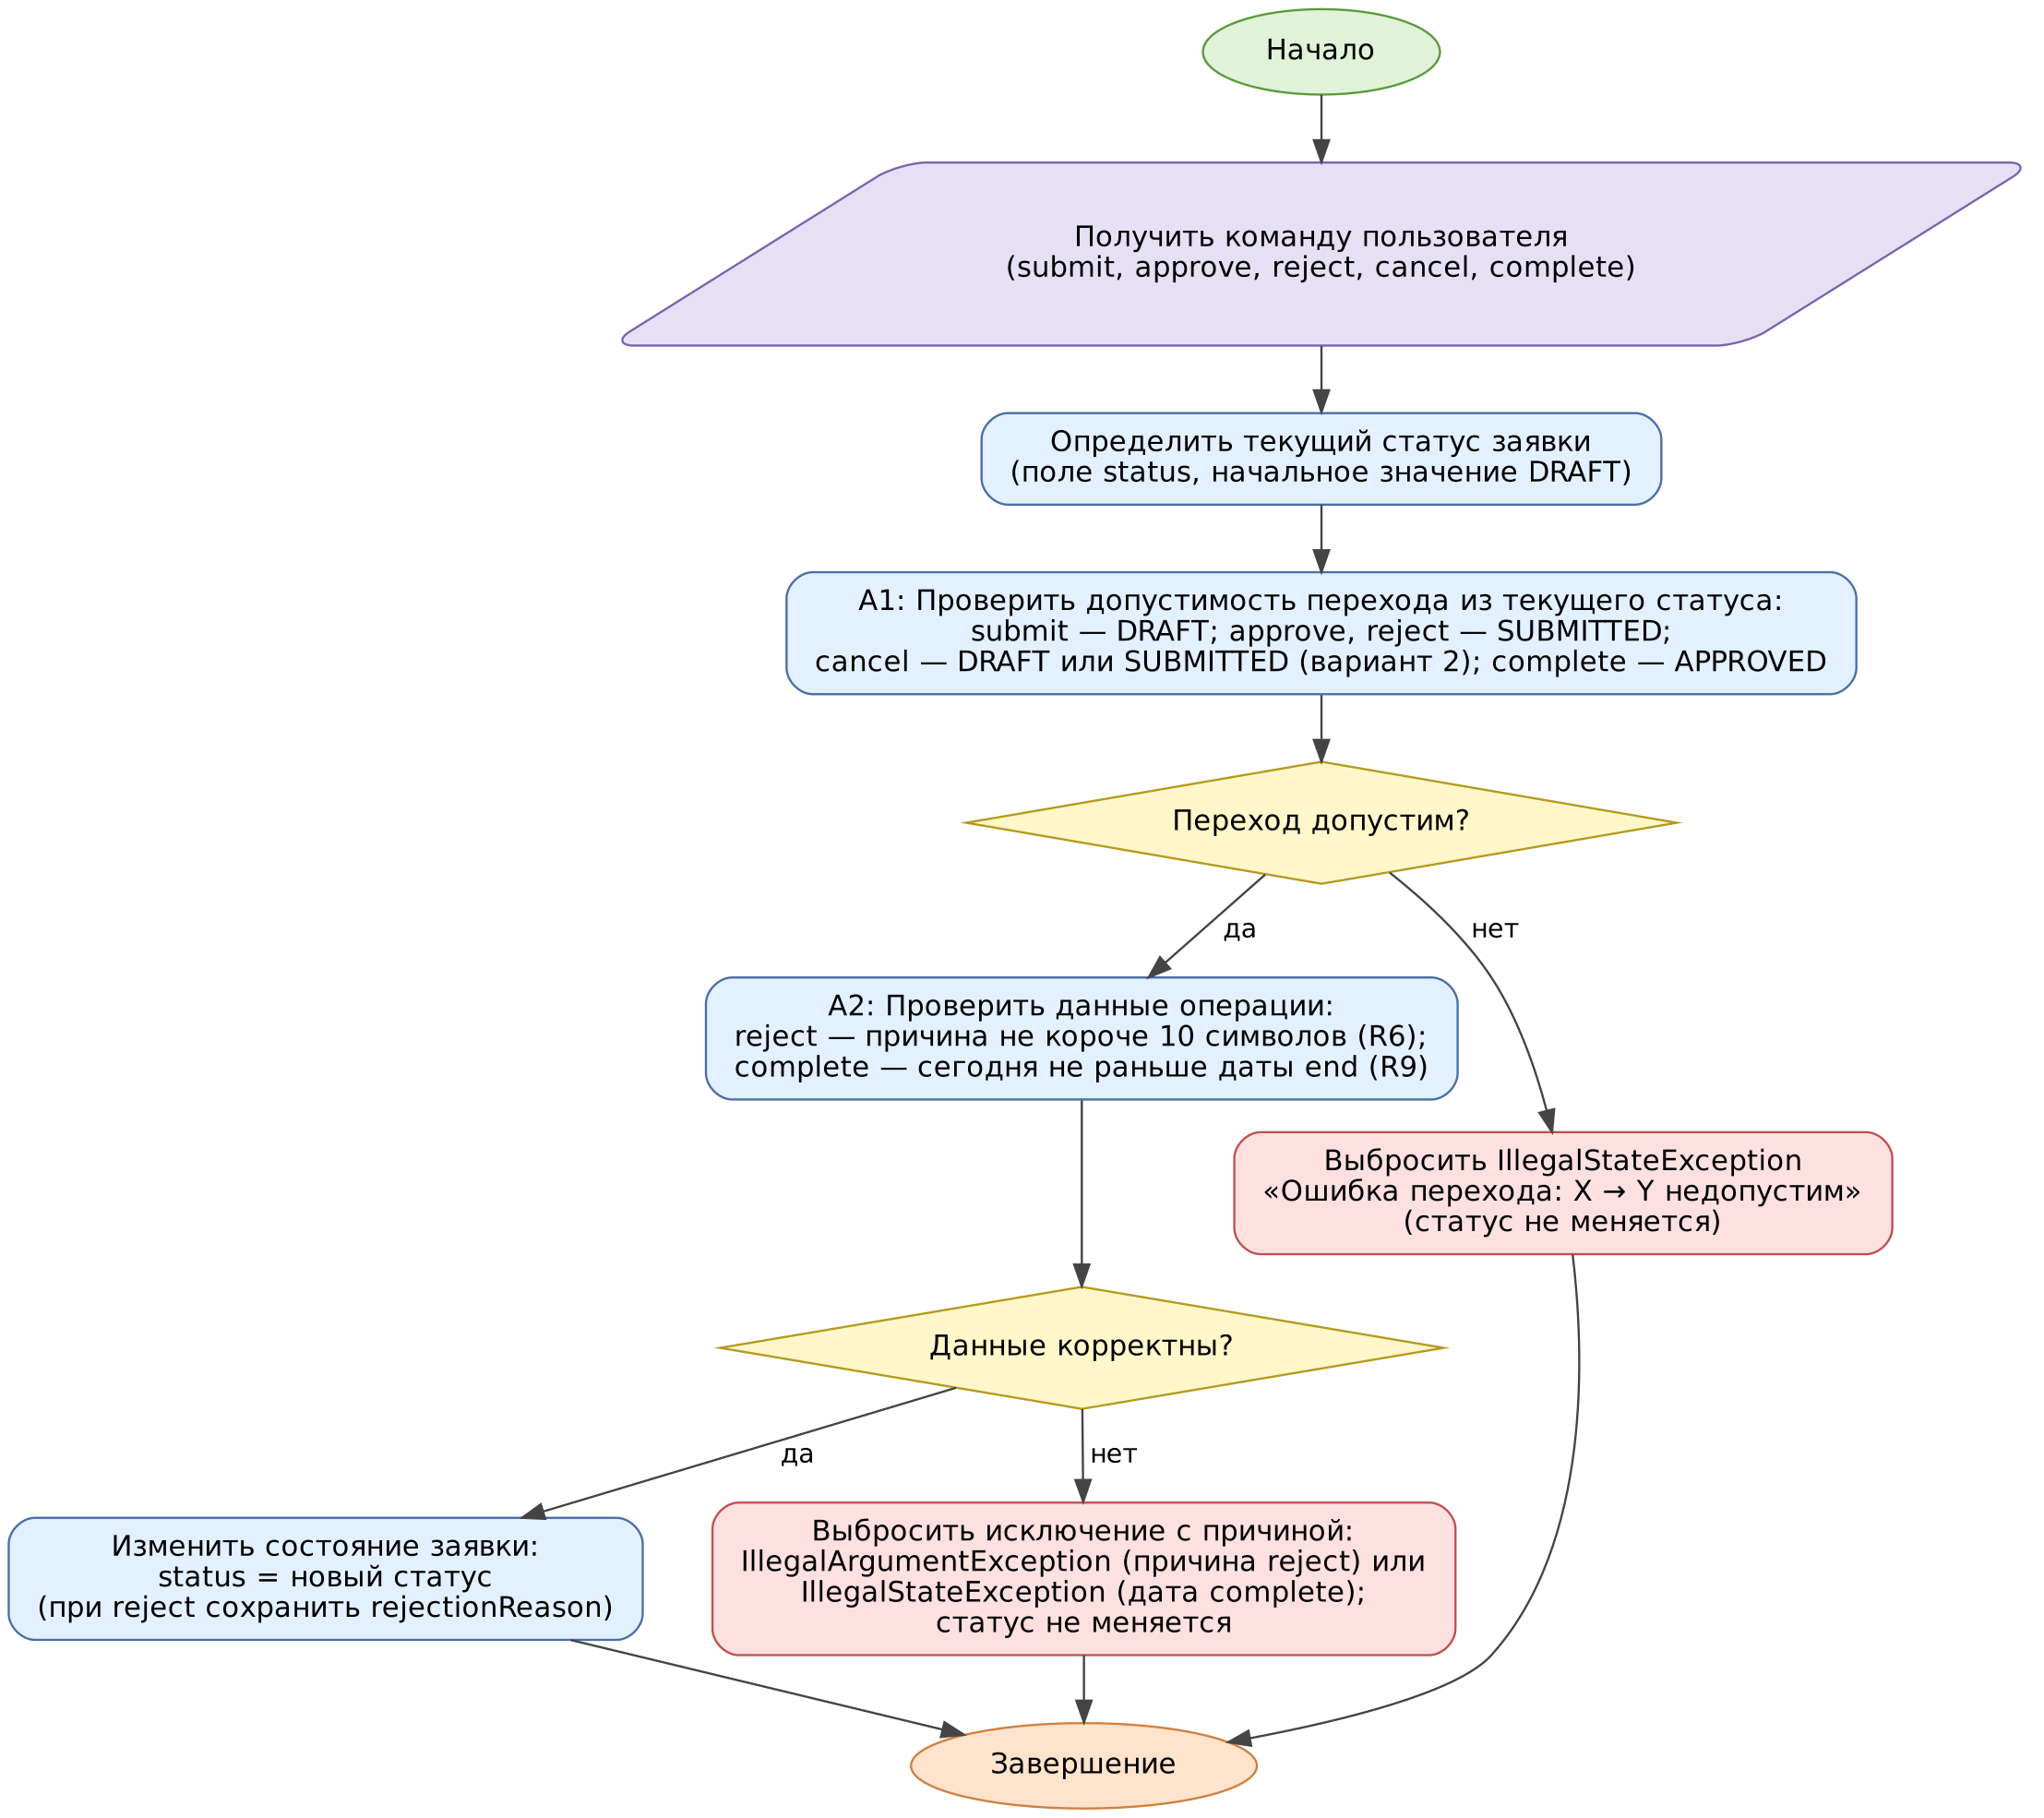 Начало
Получить команду пользователя
(submit, approve, reject, cancel, complete)
Определить текущий статус заявки
(поле status, начальное значение DRAFT)
А1: Проверить допустимость перехода из текущего статуса:
submit — DRAFT; approve, reject — SUBMITTED;
cancel — DRAFT или SUBMITTED (вариант 2); complete — APPROVED
Переход допустим?
да
нет
А2: Проверить данные операции:
reject — причина не короче 10 символов (R6);
complete — сегодня не раньше даты end (R9)
Выбросить IllegalStateException
«Ошибка перехода: X → Y недопустим»
(статус не меняется)
Данные корректны?
да
нет
Изменить состояние заявки:
status = новый статус
(при reject сохранить rejectionReason)
Выбросить исключение с причиной:
IllegalArgumentException (причина reject) или
IllegalStateException (дата complete);
статус не меняется
Завершение